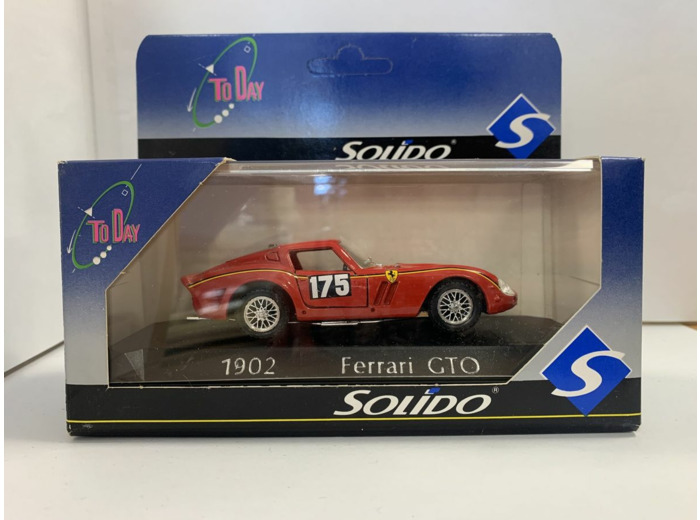 TO DAY
SOLIDO®
S
TO DAY
175
1902 Ferrari GTO
SOLIDO®
S